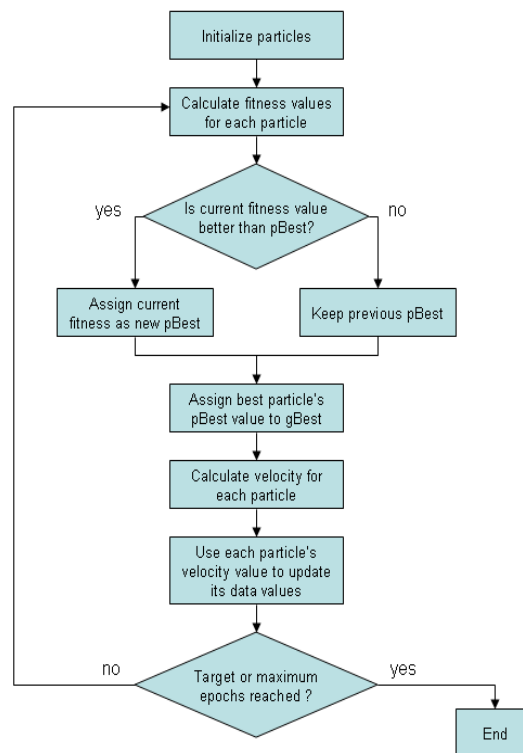 Initialize particles
Calculate fitness values
for each particle
yes
Is current fitness value
better than pBest?
no
Assign current
fitness as new pBest
Keep previous pBest
Assign best particle's
pBest value to gBest
Calculate velocity for
each particle
Use each particle's
velocity value to update
its data values
no
Target or maximum
epochs reached ?
yes
End